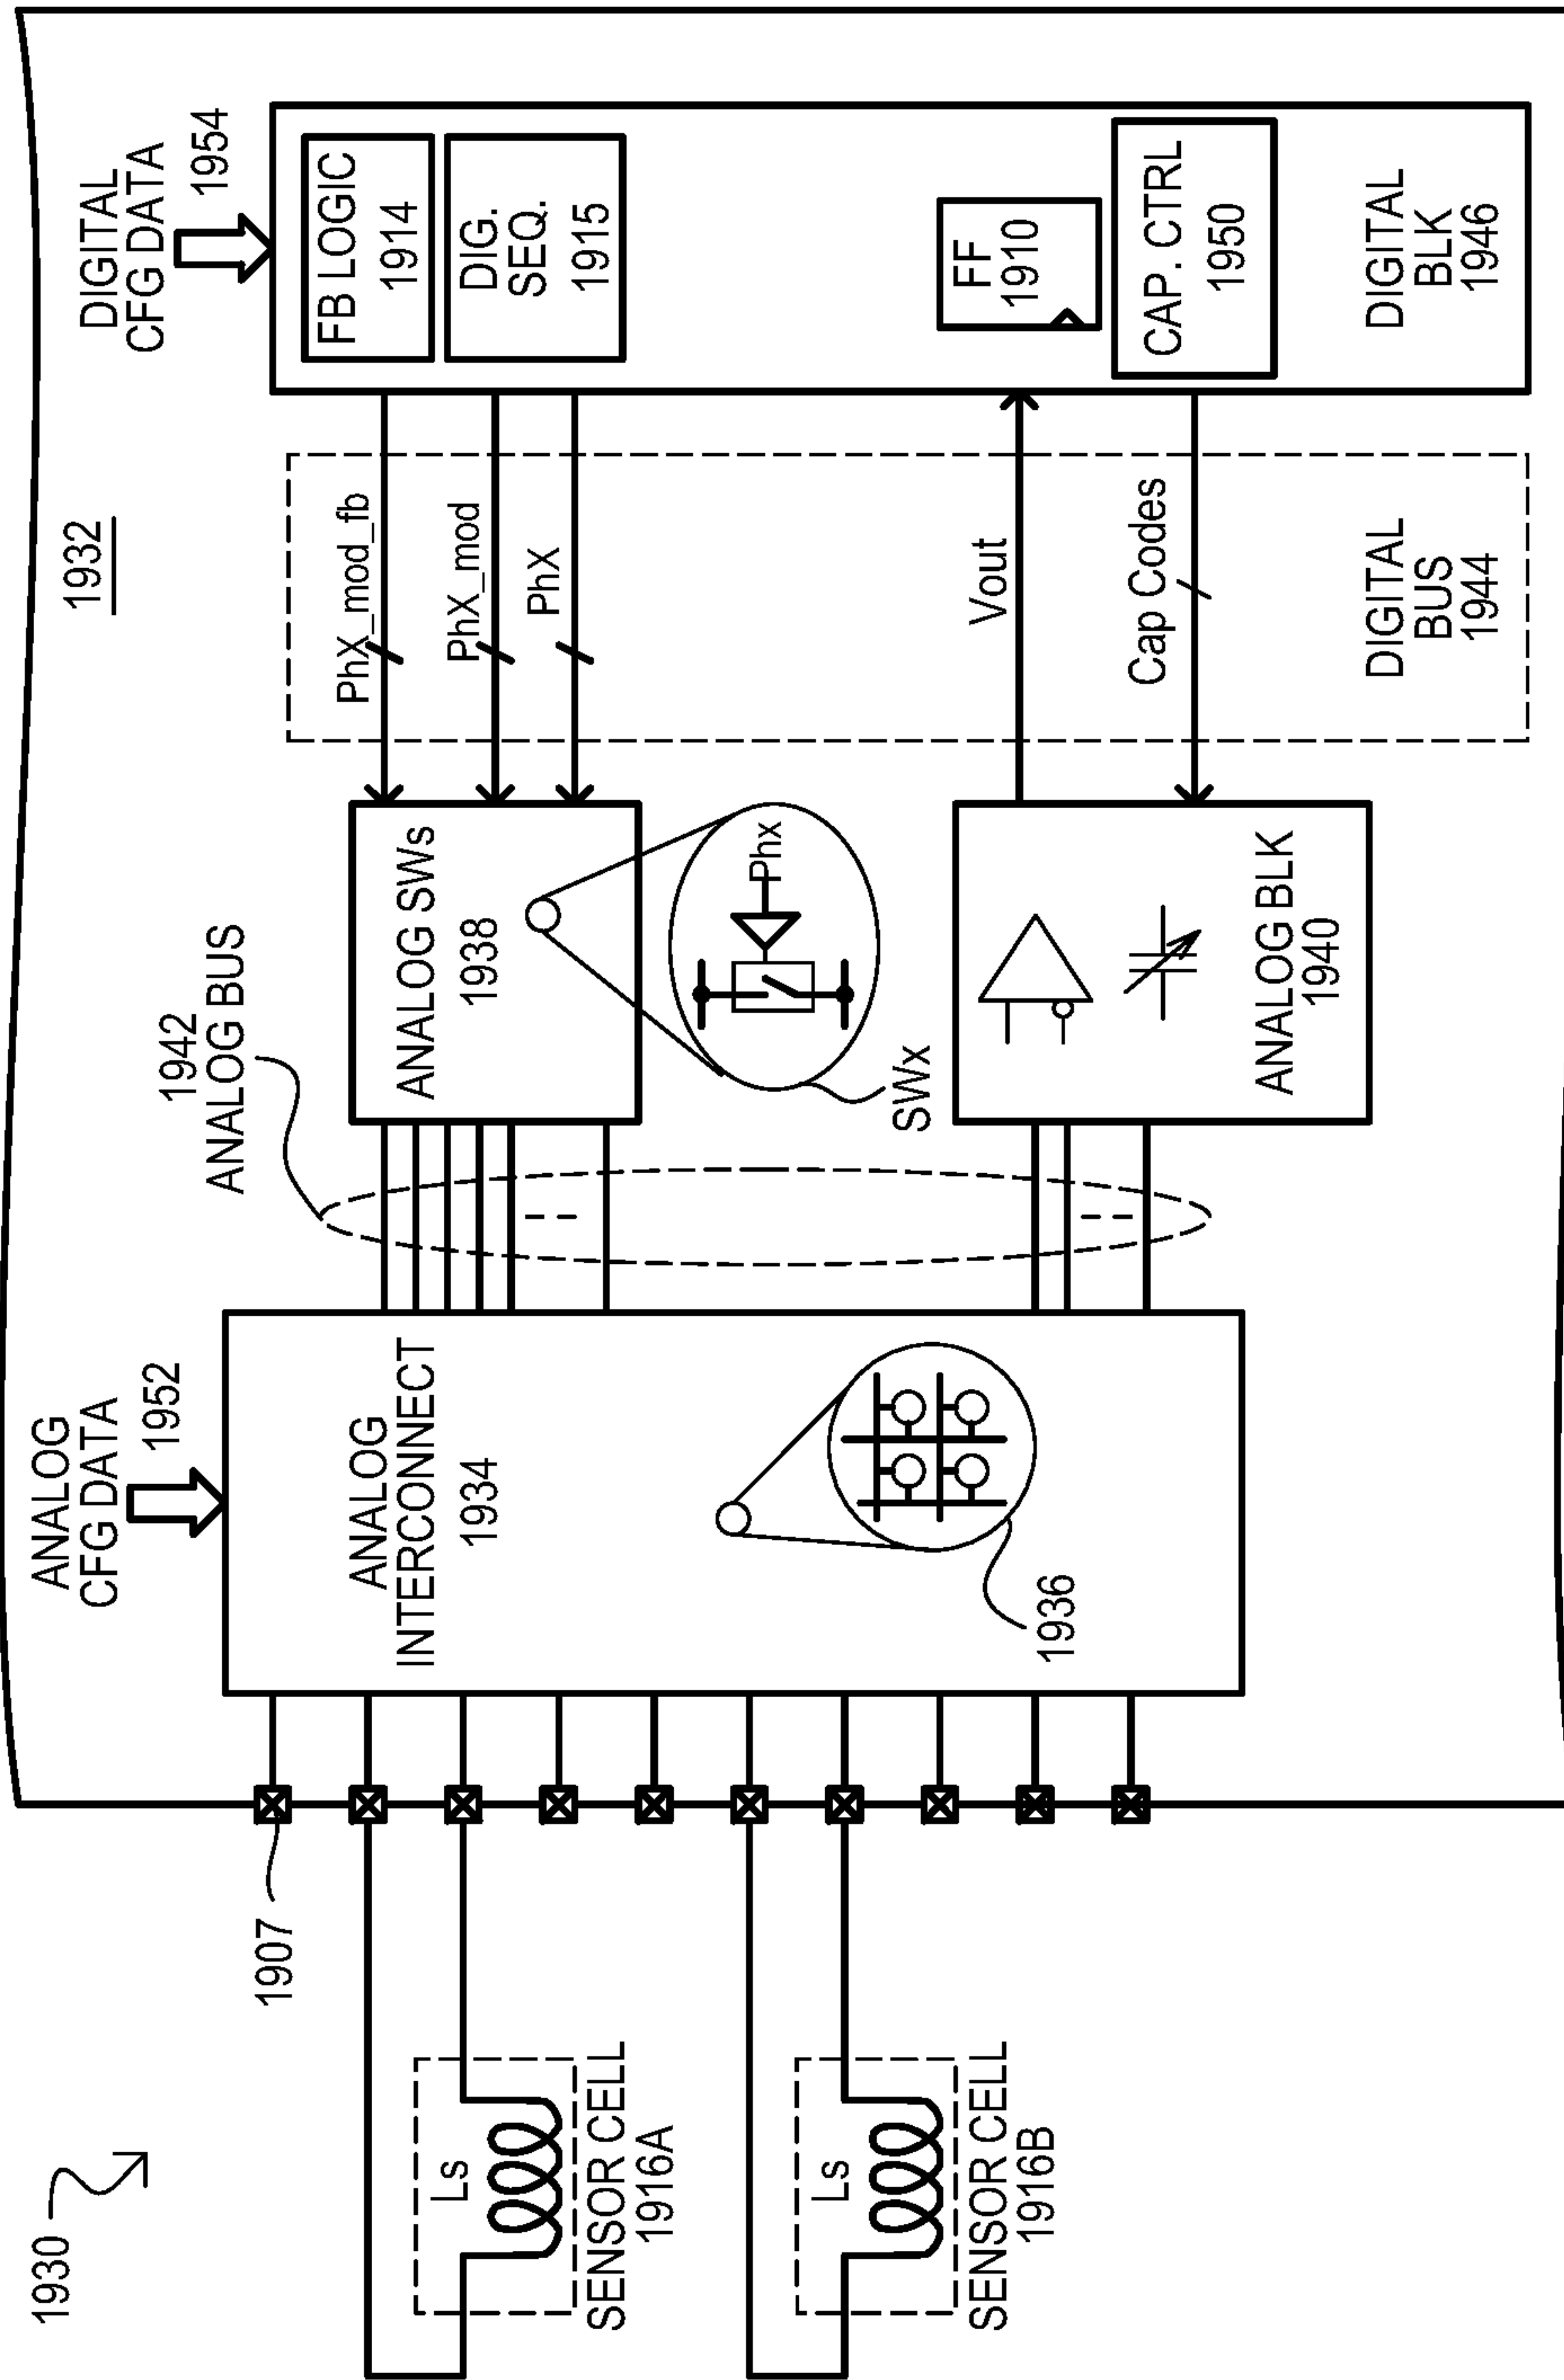 1930
1932
ANALOG
CFG DATA
1952
DIGITAL
CFG DATA
1954
1942
ANALOG BUS
1907
Ls
SENSOR CELL
1916A
Ls
SENSOR CELL
1916B
ANALOG
INTERCONNECT
1934
1936
ANALOG SWs
1938
Phx
SWx
ANALOG BLK
1940
PhX_mod_fb
PhX_mod
PhX
Vout
Cap Codes
DIGITAL
BUS
1944
FB LOGIC
1914
DIG.
SEQ.
1915
FF
1910
CAP. CTRL
1950
DIGITAL
BLK
1946